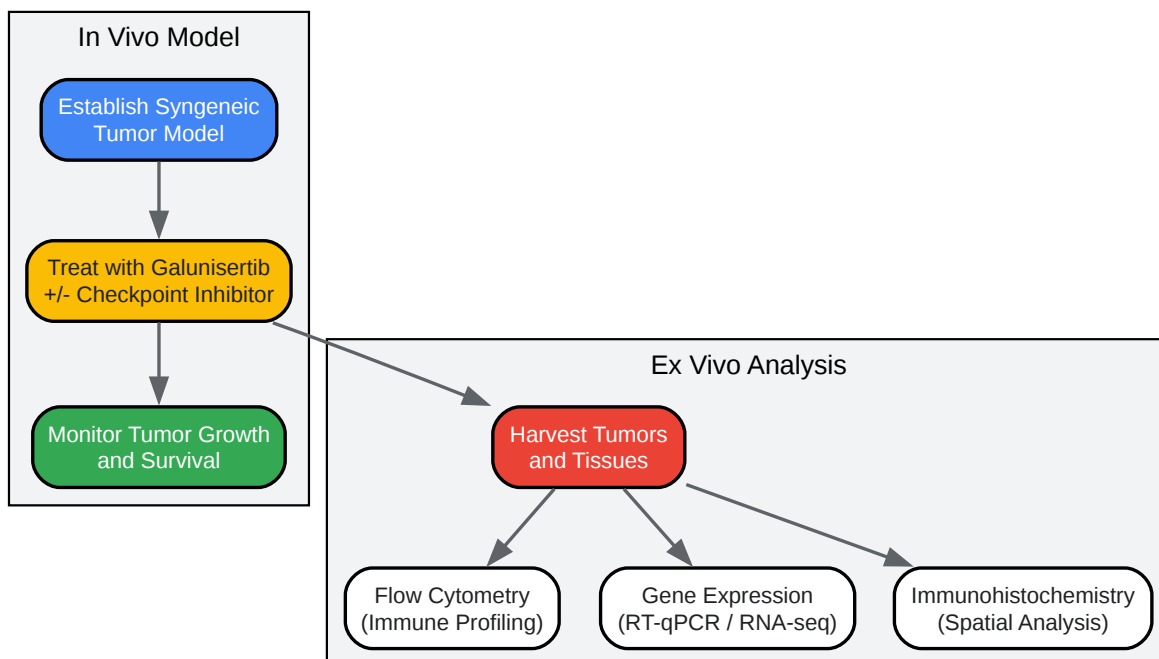 In Vivo Model
Establish Syngeneic
Tumor Model
Treat with Galunisertib
+/- Checkpoint Inhibitor
Monitor Tumor Growth
and Survival
Ex Vivo Analysis
Harvest Tumors
and Tissues
Flow Cytometry
(Immune Profiling)
Gene Expression
(RT-qPCR / RNA-seq)
Immunohistochemistry
(Spatial Analysis)